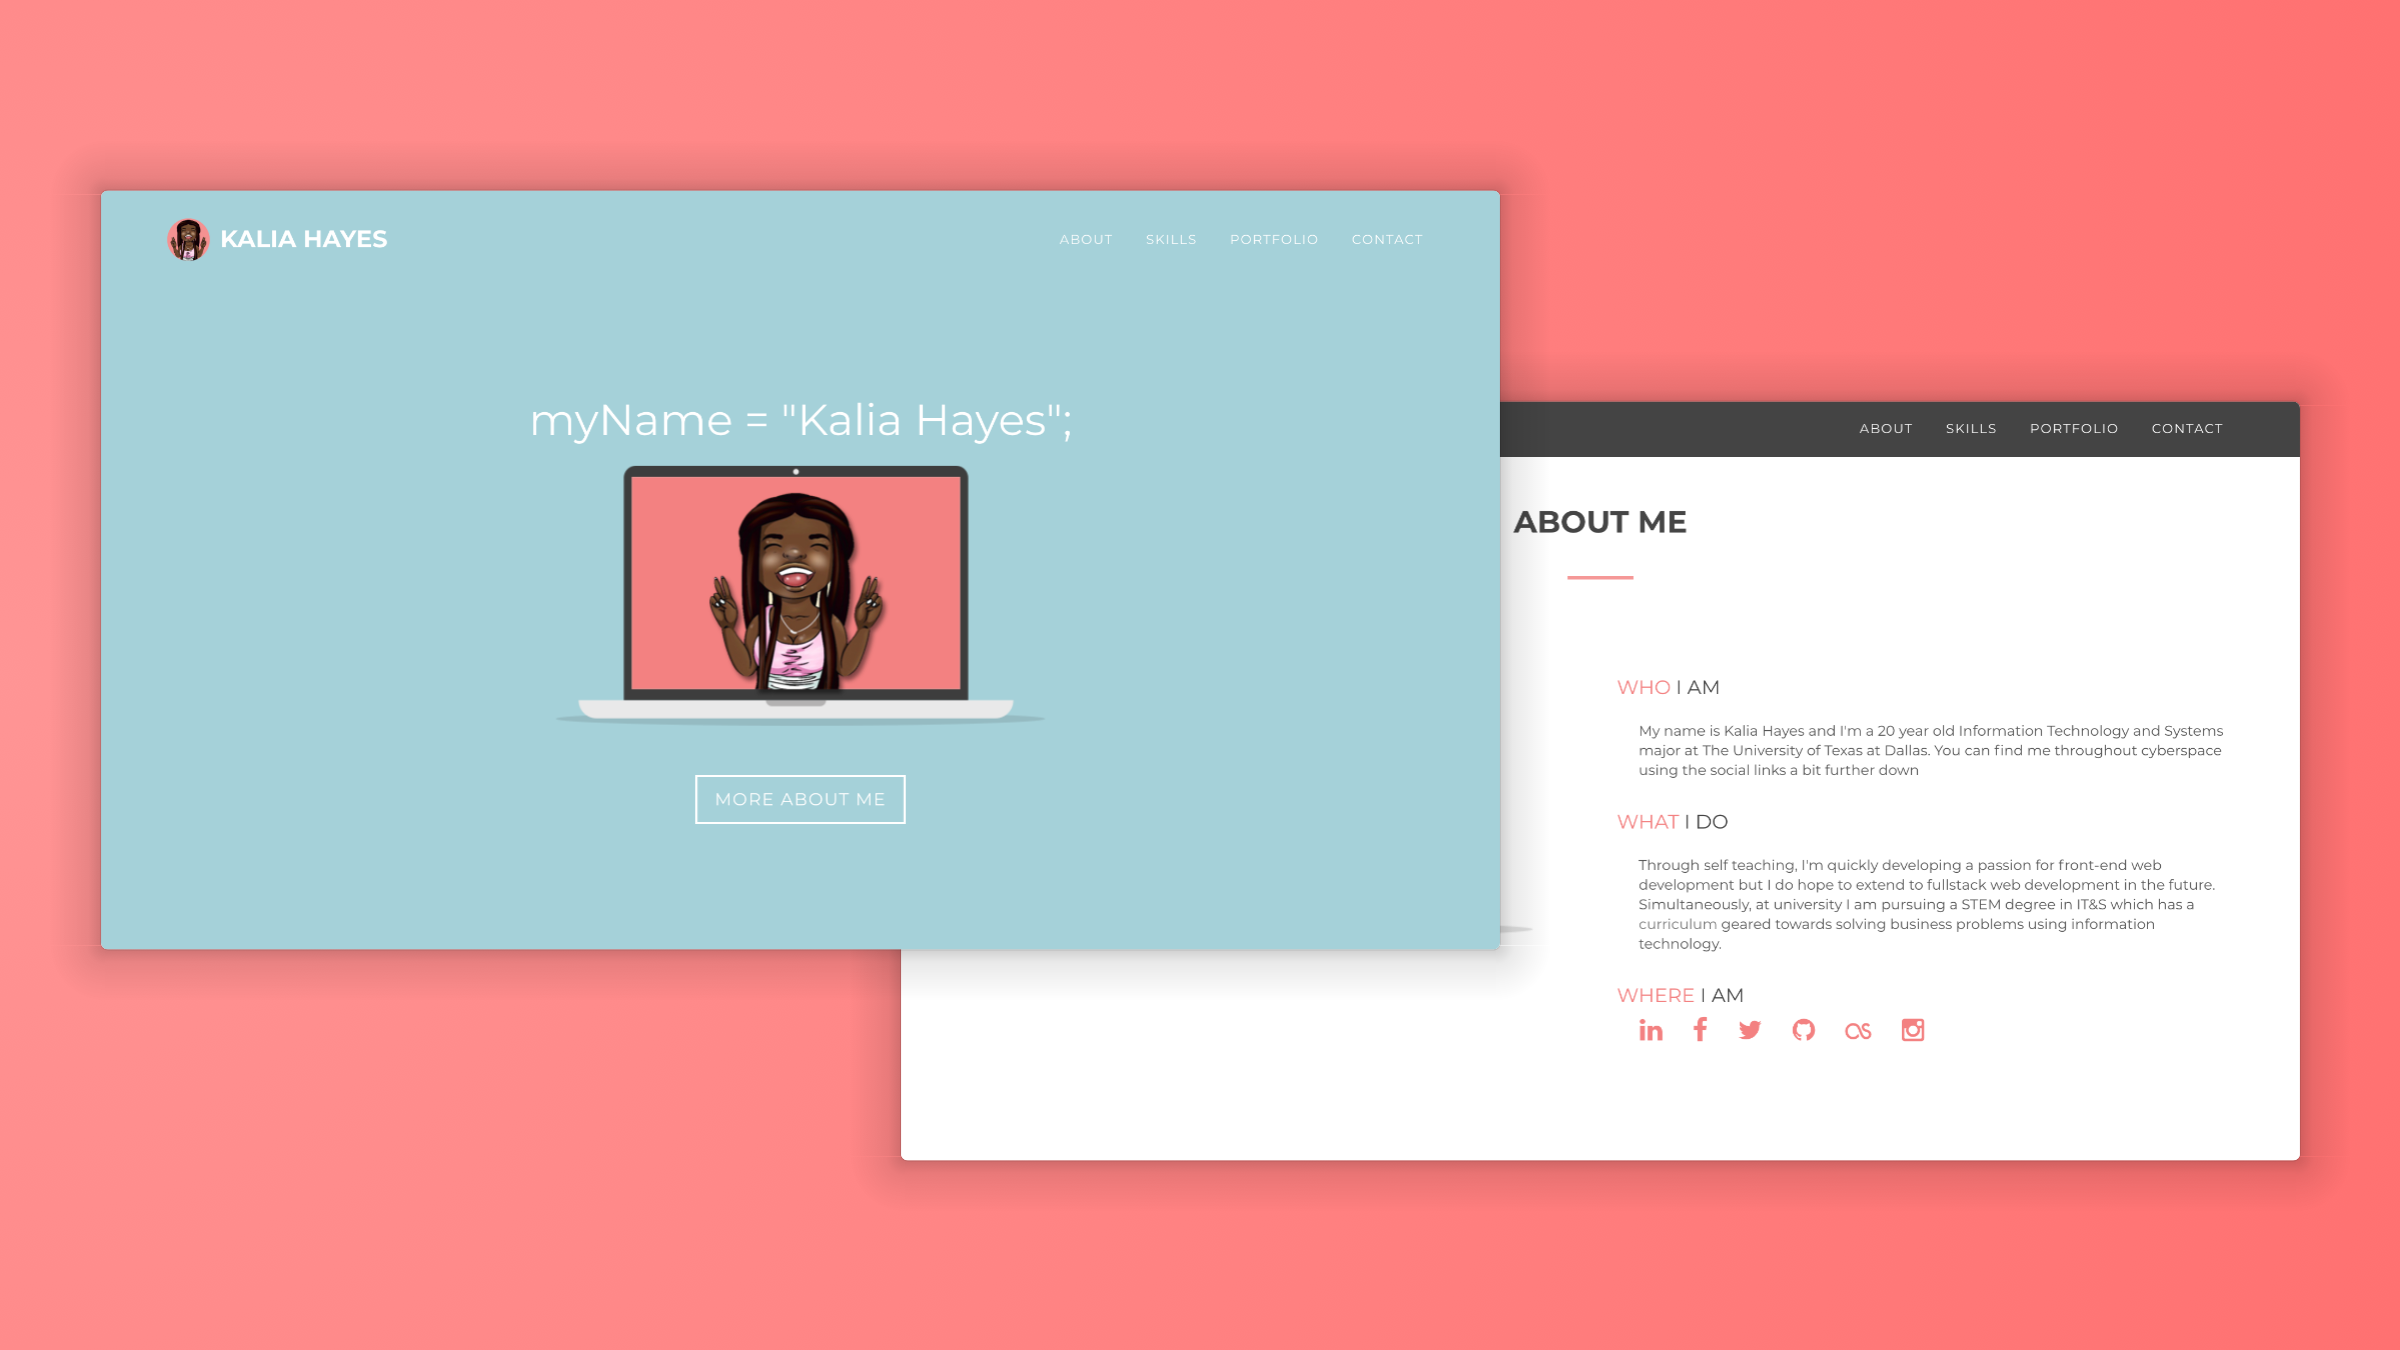 KALIA HAYES
ABOUT SKILLS PORTFOLIO CONTACT
myName = "Kalia Hayes";
MORE ABOUT ME
ABOUT SKILLS PORTFOLIO CONTACT
ABOUT ME
WHO I AM
My name is Kalia Hayes and I'm a 20 year old Information Technology and Systems
major at The University of Texas at Dallas. You can find me throughout cyberspace
using the social links a bit further down
WHAT I DO
Through self teaching, I'm quickly developing a passion for front-end web
development but I do hope to extend to fullstack web development in the future.
Simultaneously, at university I am pursuing a STEM degree in IT&S which has a
curriculum geared towards solving business problems using information
technology.
WHERE I AM